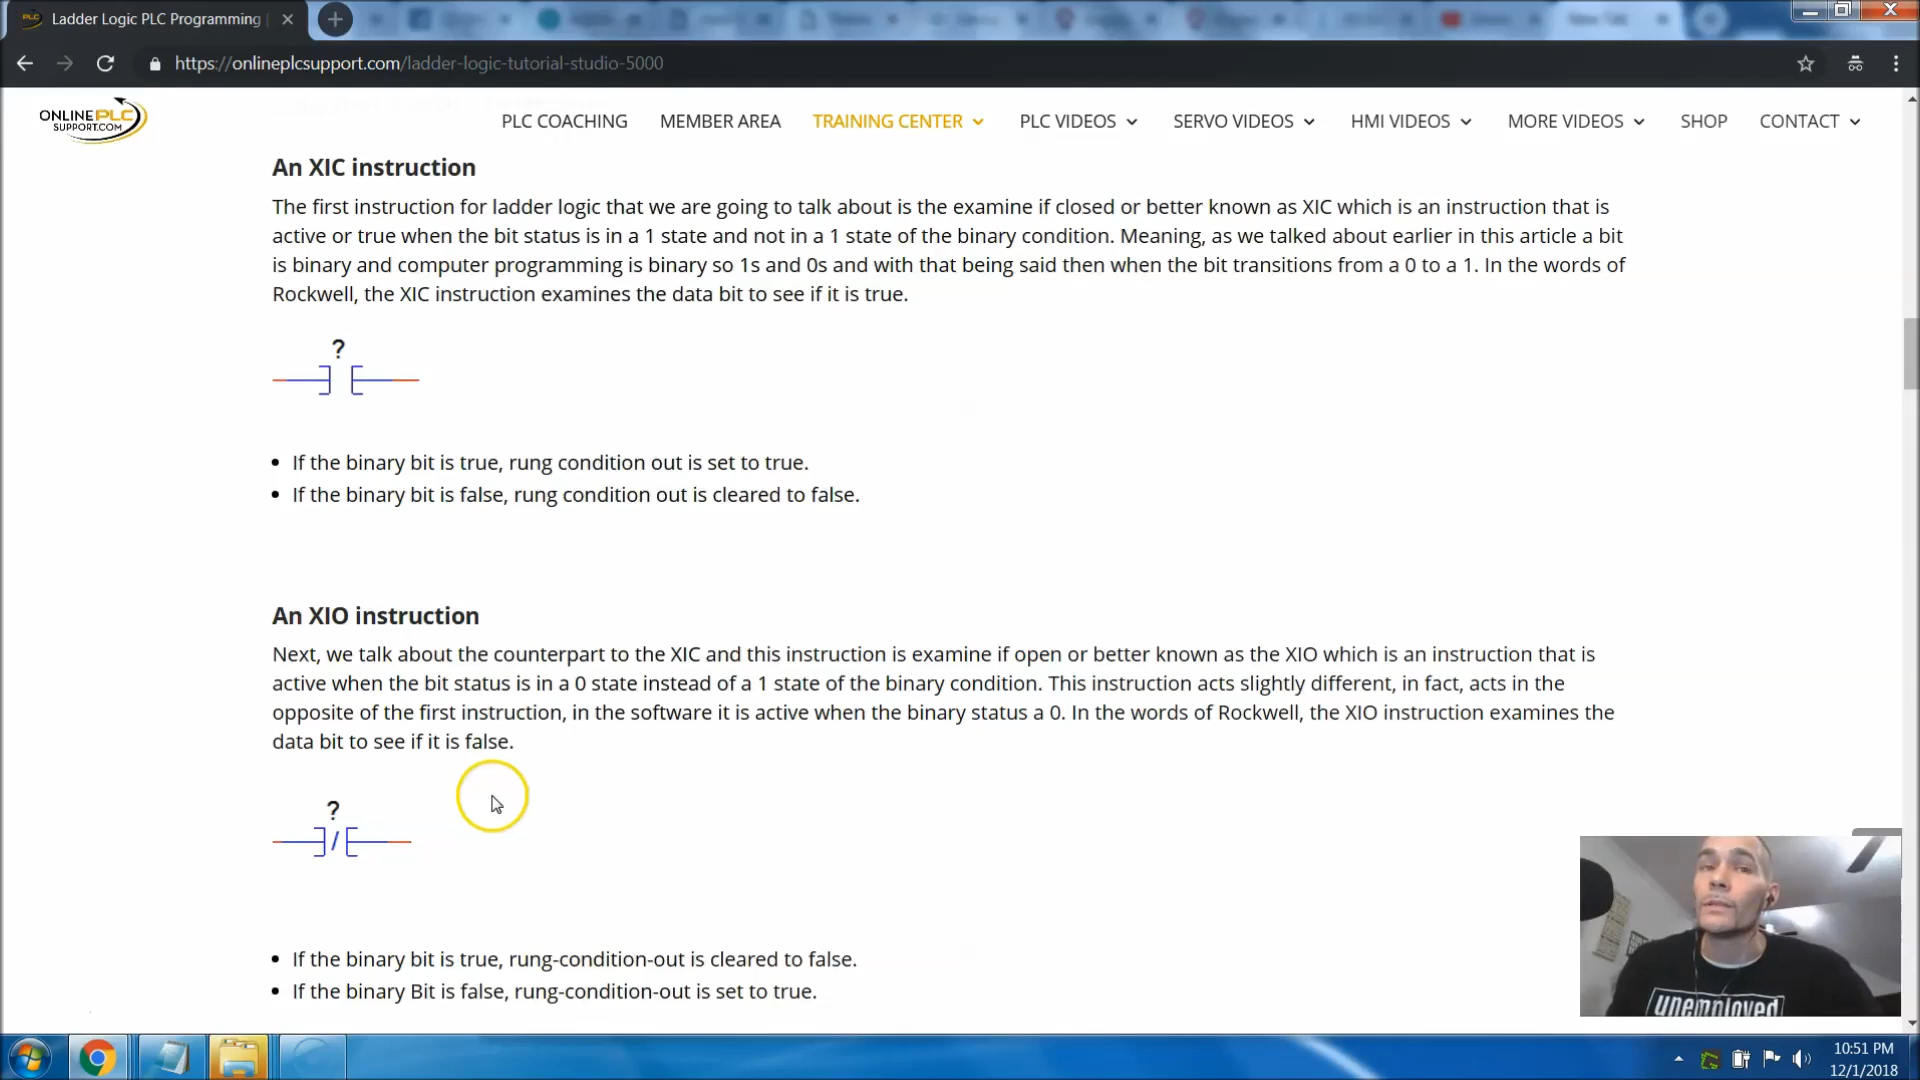 Ladder Logic PLC Programming
https://onlineplcsupport.com/ladder-logic-tutorial-studio-5000
ONLINEPLC
SUPPORT.COM
PLC COACHING MEMBER AREA TRAINING CENTER PLC VIDEOS SERVO VIDEOS HMI VIDEOS MORE VIDEOS SHOP CONTACT
An XIC instruction
The first instruction for ladder logic that we are going to talk about is the examine if closed or better known as XIC which is an instruction that is
active or true when the bit status is in a 1 state and not in a 1 state of the binary condition. Meaning, as we talked about earlier in this article a bit
is binary and computer programming is binary so 1s and 0s and with that being said then when the bit transitions from a 0 to a 1. In the words of
Rockwell, the XIC instruction examines the data bit to see if it is true.
?
• If the binary bit is true, rung condition out is set to true.
• If the binary bit is false, rung condition out is cleared to false.
An XIO instruction
Next, we talk about the counterpart to the XIC and this instruction is examine if open or better known as the XIO which is an instruction that is
active when the bit status is in a 0 state instead of a 1 state of the binary condition. This instruction acts slightly different, in fact, acts in the
opposite of the first instruction, in the software it is active when the binary status a 0. In the words of Rockwell, the XIO instruction examines the
data bit to see if it is false.
?
/
• If the binary bit is true, rung-condition-out is cleared to false.
• If the binary Bit is false, rung-condition-out is set to true.
unemployed
10:51 PM
12/1/2018